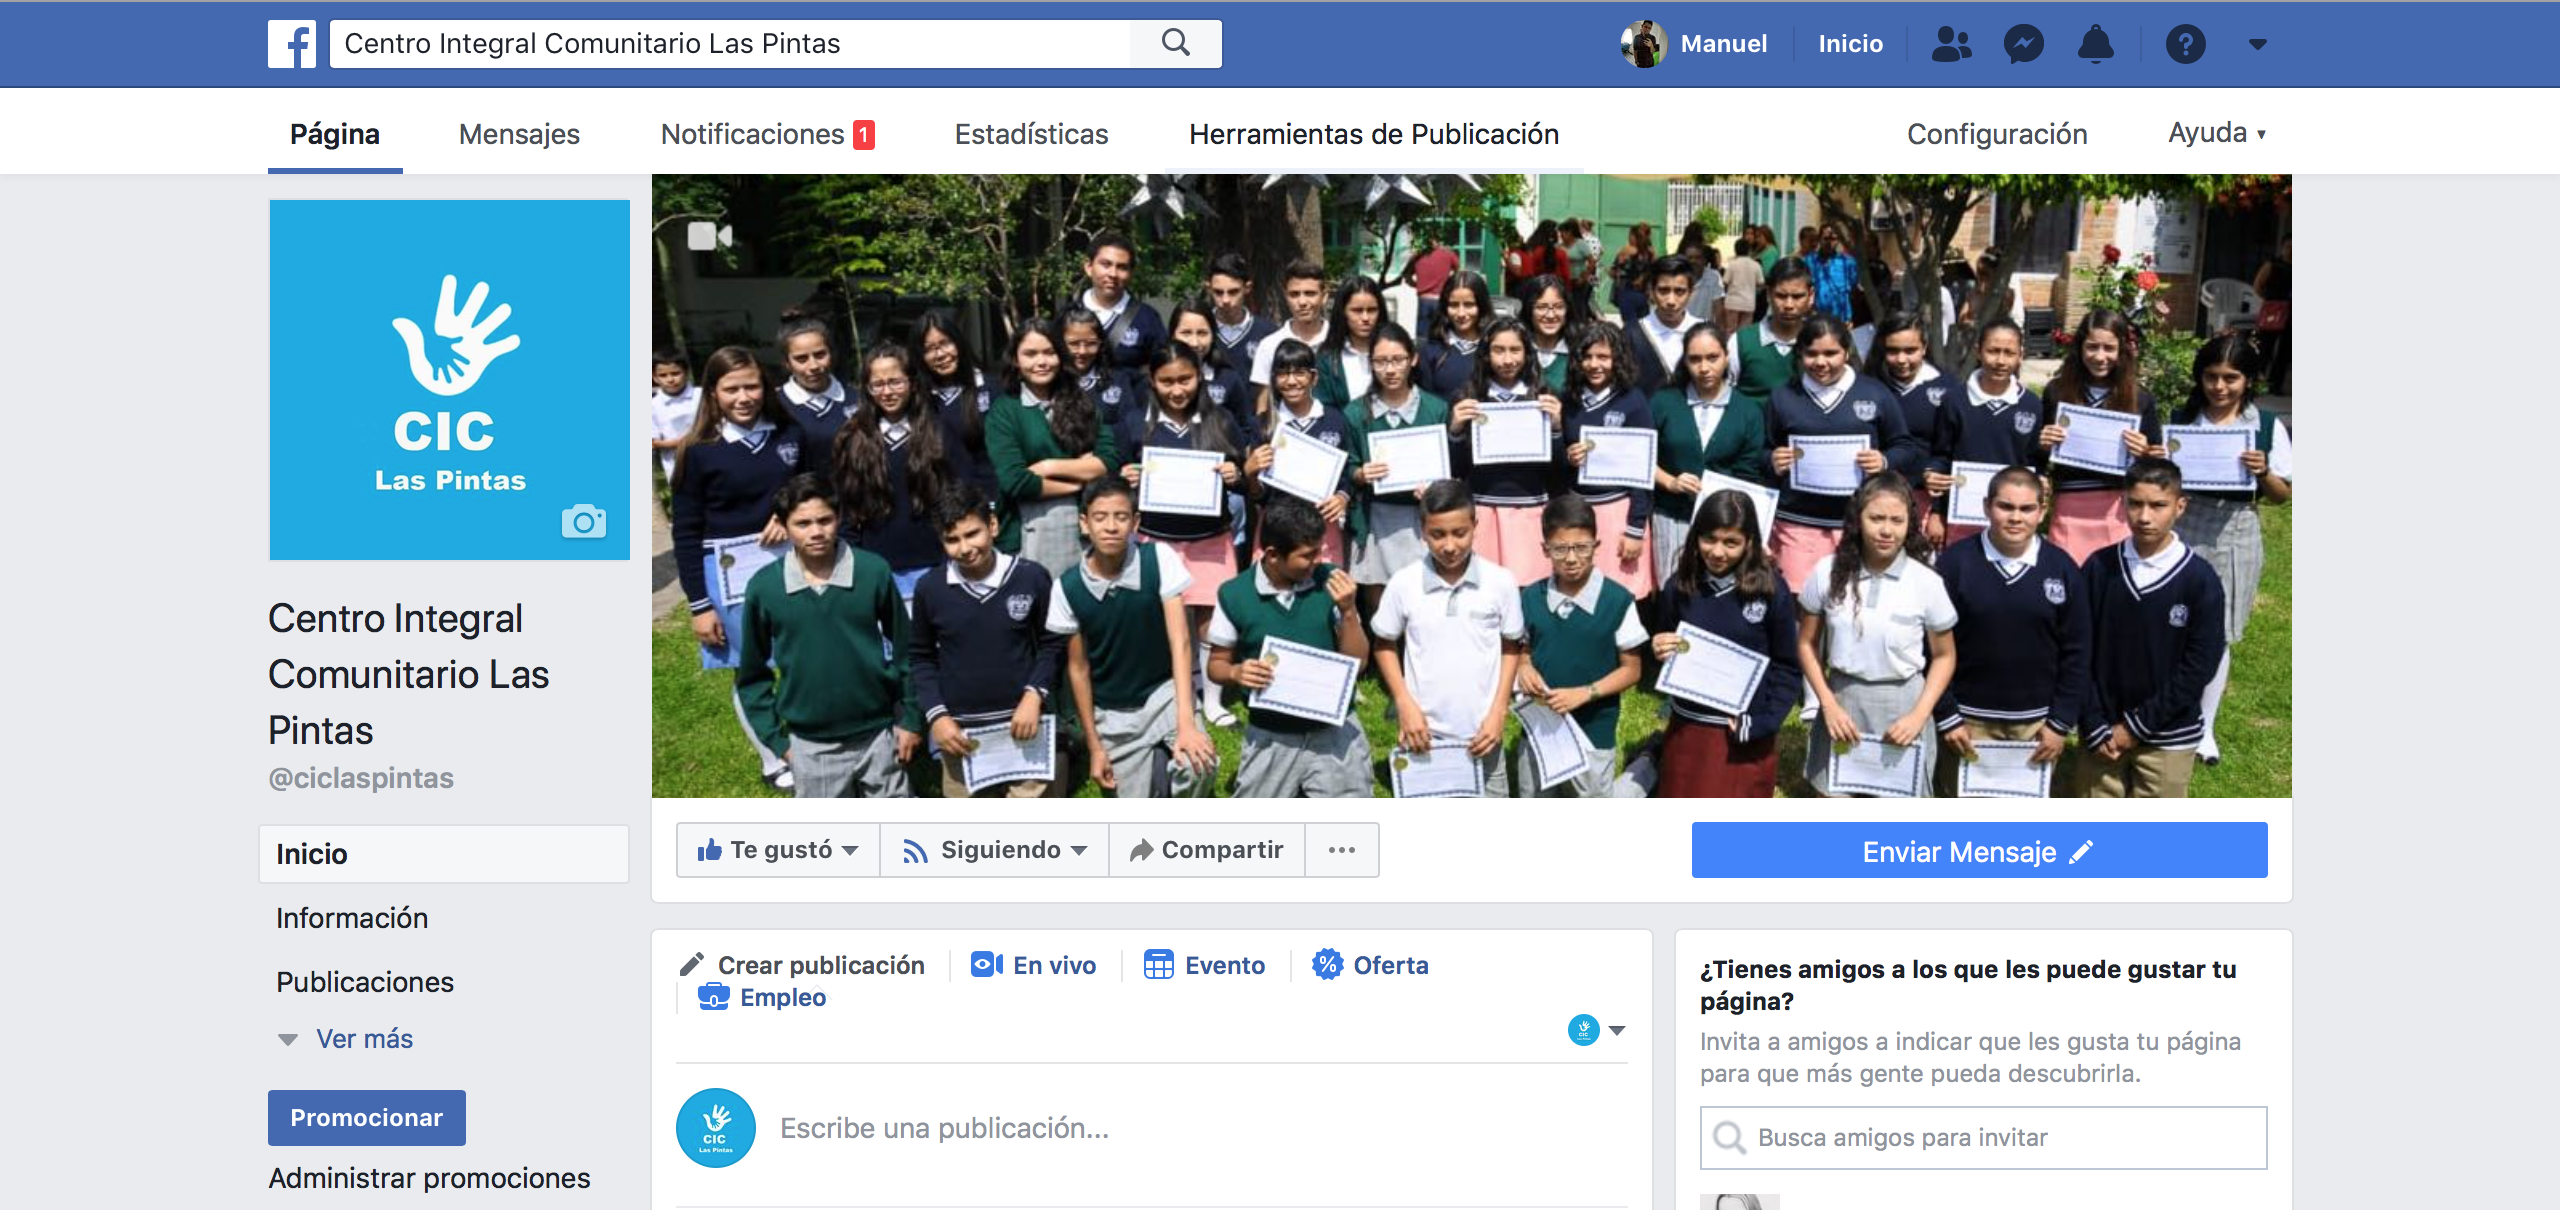 Centro Integral Comunitario Las Pintas
Manuel
Inicio
Página
Mensajes
Notificaciones 1
Estadísticas
Herramientas de Publicación
Configuración
Ayuda
CIC
Las Pintas
Centro Integral
Comunitario Las
Pintas
@ciclaspintas
Inicio
Información
Publicaciones
Ver más
Promocionar
Administrar promociones
Te gustó
Siguiendo
Compartir
Enviar Mensaje
Crear publicación
En vivo
Evento
Oferta
Empleo
CIC
Las Pintas
Escribe una publicación...
¿Tienes amigos a los que les puede gustar tu
página?
Invita a amigos a indicar que les gusta tu página
para que más gente pueda descubrirla.
Busca amigos para invitar